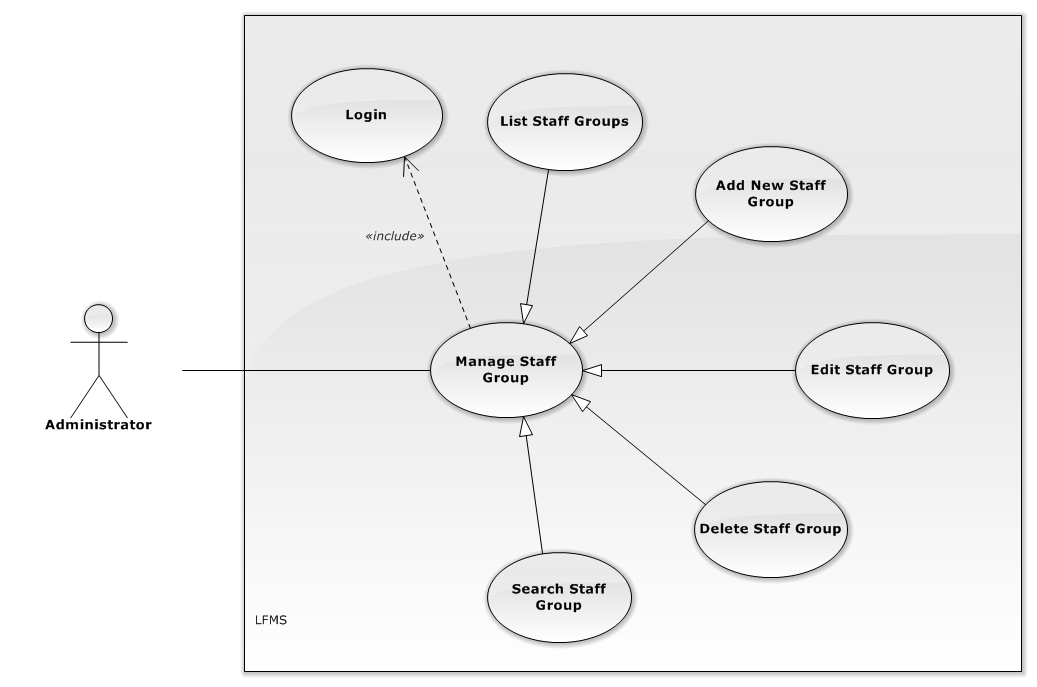 Login
List Staff Groups
Add New Staff
Group
«include»
Manage Staff
Group
Edit Staff Group
Administrator
Delete Staff Group
Search Staff
Group
LFMS